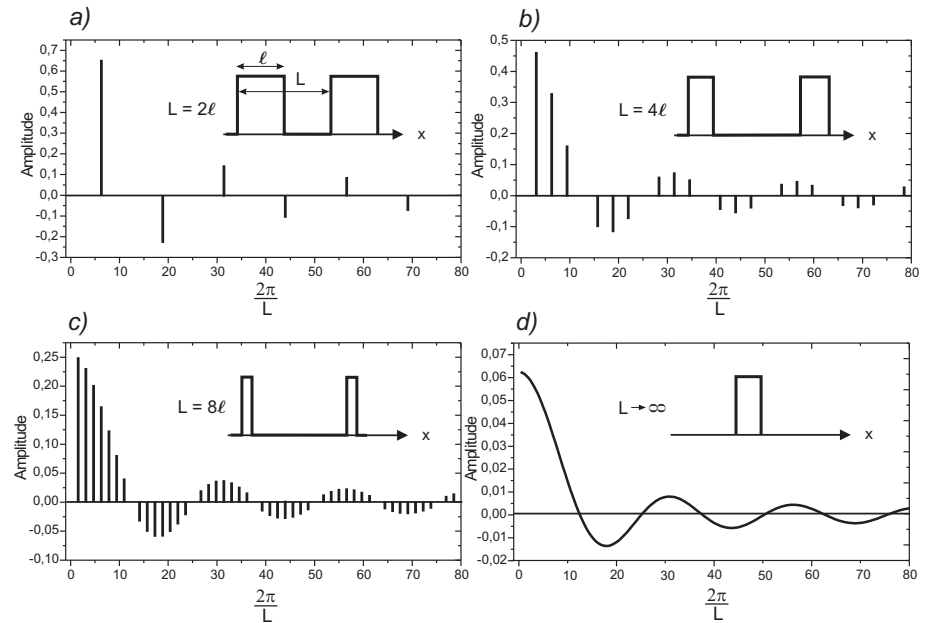 a)
Amplitude
0,7
0,6
0,5
0,4
0,3
0,2
0,1
0,0
-0,1
-0,2
-0,3
L = 2ℓ
ℓ
L
x
0 10 20 30 40 50 60 70 80
2π
L
b)
Amplitude
0,5
0,4
0,3
0,2
0,1
0,0
-0,1
-0,2
L = 4ℓ
x
0 10 20 30 40 50 60 70 80
2π
L
c)
Amplitude
0,25
0,20
0,15
0,10
0,05
0,00
-0,05
-0,10
L = 8ℓ
x
0 10 20 30 40 50 60 70 80
2π
L
d)
Amplitude
0,07
0,06
0,05
0,04
0,03
0,02
0,01
0,00
-0,01
-0,02
L → ∞
x
0 10 20 30 40 50 60 70 80
2π
L